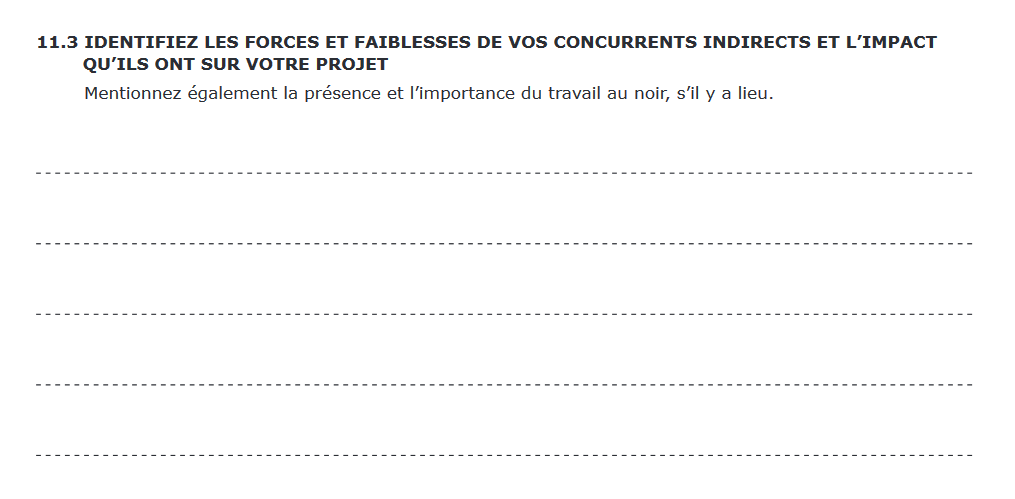 11.3 IDENTIFIEZ LES FORCES ET FAIBLESSES DE VOS CONCURRENTS INDIRECTS ET L’IMPACT
QU’ILS ONT SUR VOTRE PROJET
Mentionnez également la présence et l’importance du travail au noir, s’il y a lieu.